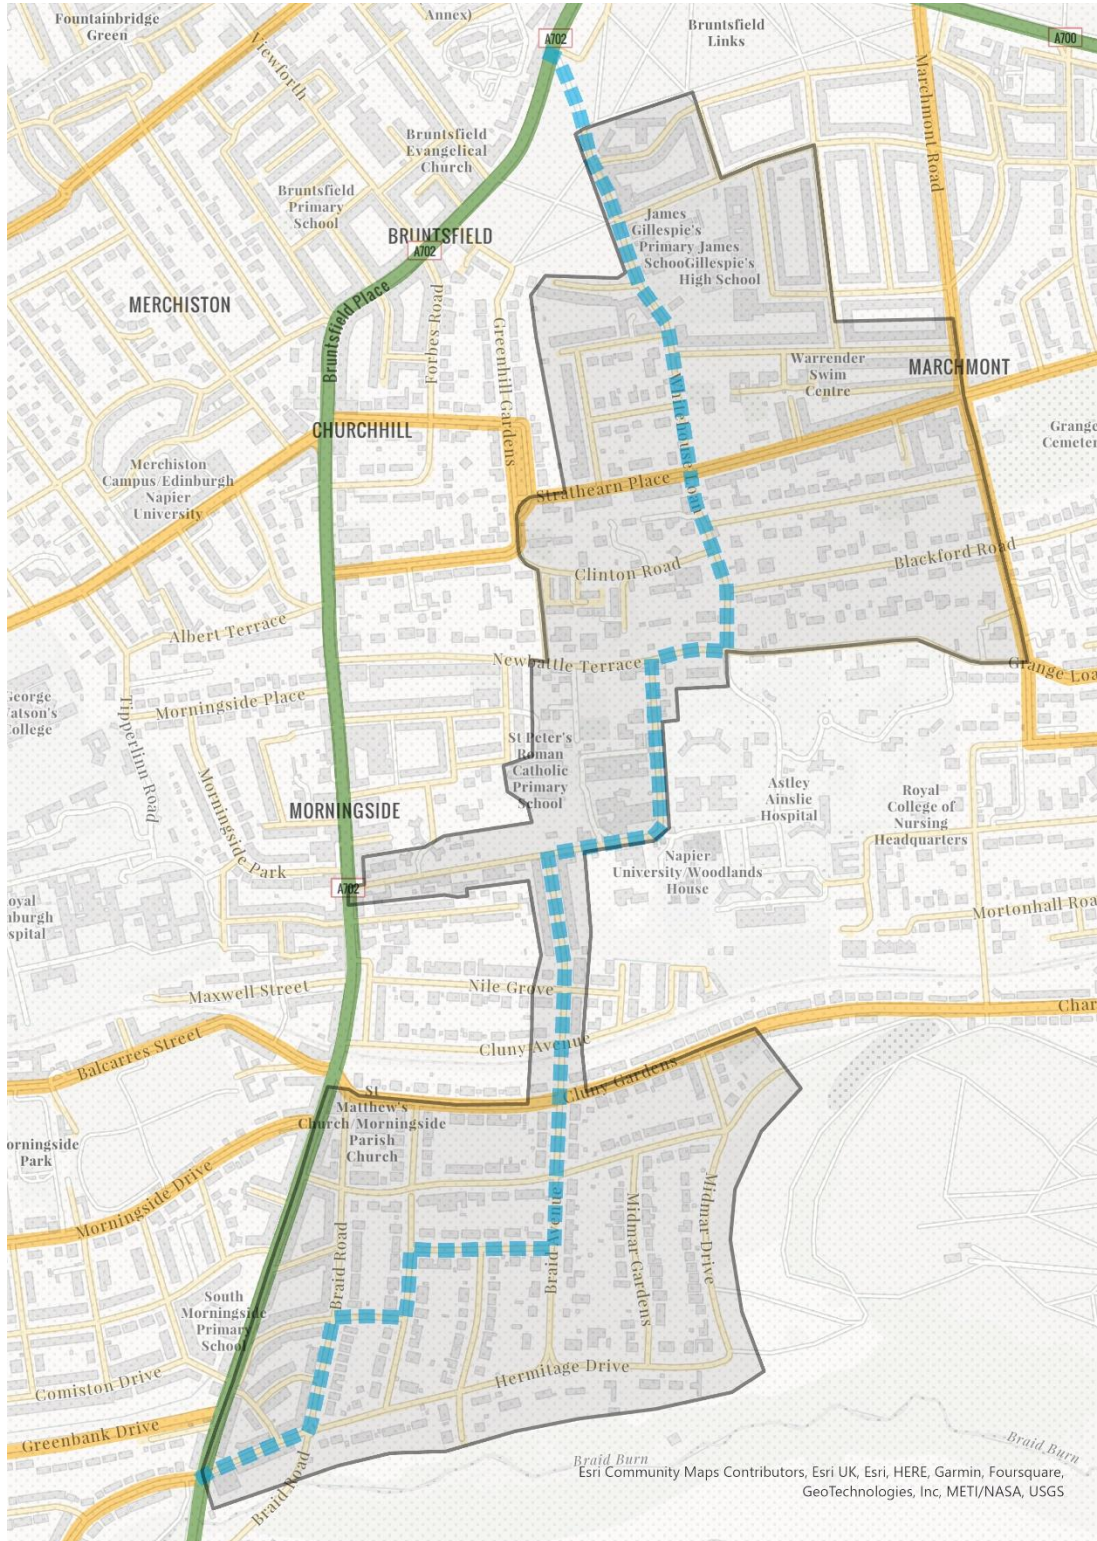 Fountainbridge
Green
Viewforth
Annex)
A702
Bruntsfield
Links
A700
Marchmont Road
Bruntsfield
Evangelical
Church
Bruntsfield
Primary
School
BRUNTSFIELD
A702
James
Gillespie's
Primary James
SchooGillespie's
High School
MERCHISTON
Bruntsfield Place
Forbes Road
Greenhill Gardens
Whitehouse Loan
Warrender
Swim
Centre
MARCHMONT
CHURCHHILL
Grange
Cemeter
Merchiston
Campus/Edinburgh
Napier
University
Strathearn Place
Clinton Road
Blackford Road
Albert Terrace
Newbattle Terrace
Grange Loa
George
Watson's
College
Tipperlinn Road
Morningside Place
Morningside Park
St Peter's
Roman
Catholic
Primary
School
Astley
Ainslie
Hospital
Royal
College of
Nursing
Headquarters
MORNINGSIDE
A702
Napier
University/Woodlands
House
oyal
nburgh
spital
Mortonhall Roa
Maxwell Street
Nile Grove
Char
Balcarres Street
Cluny Avenue
Cluny Gardens
St
Matthew's
Church/Morningside
Parish
Church
orningside
Park
Morningside Drive
Braid Road
Braid Avenue
Midmar Gardens
Midmar Drive
South
Morningside
Primary
School
Comiston Drive
Hermitage Drive
Greenbank Drive
Braid Road
Braid Burn
Braid Burn
Esri Community Maps Contributors, Esri UK, Esri, HERE, Garmin, Foursquare,
GeoTechnologies, Inc, METI/NASA, USGS